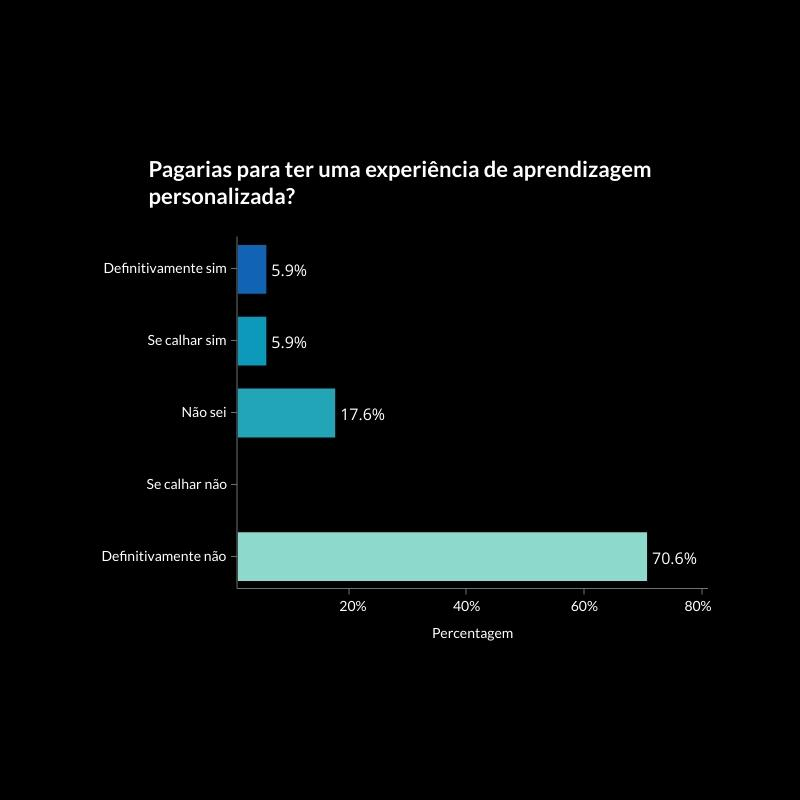 Pagarias para ter uma experiência de aprendizagem
personalizada?
Definitivamente sim
5.9%
Se calhar sim
5.9%
Não sei
17.6%
Se calhar não
Definitivamente não
70.6%
20%
40%
60%
80%
Percentagem